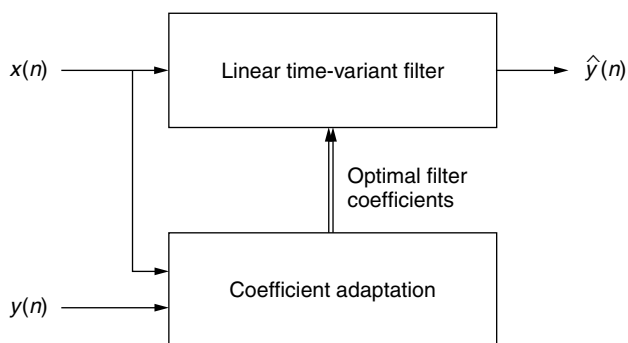 x(n)
Linear time-variant filter
ŷ(n)
Optimal filter
coefficients
Coefficient adaptation
y(n)